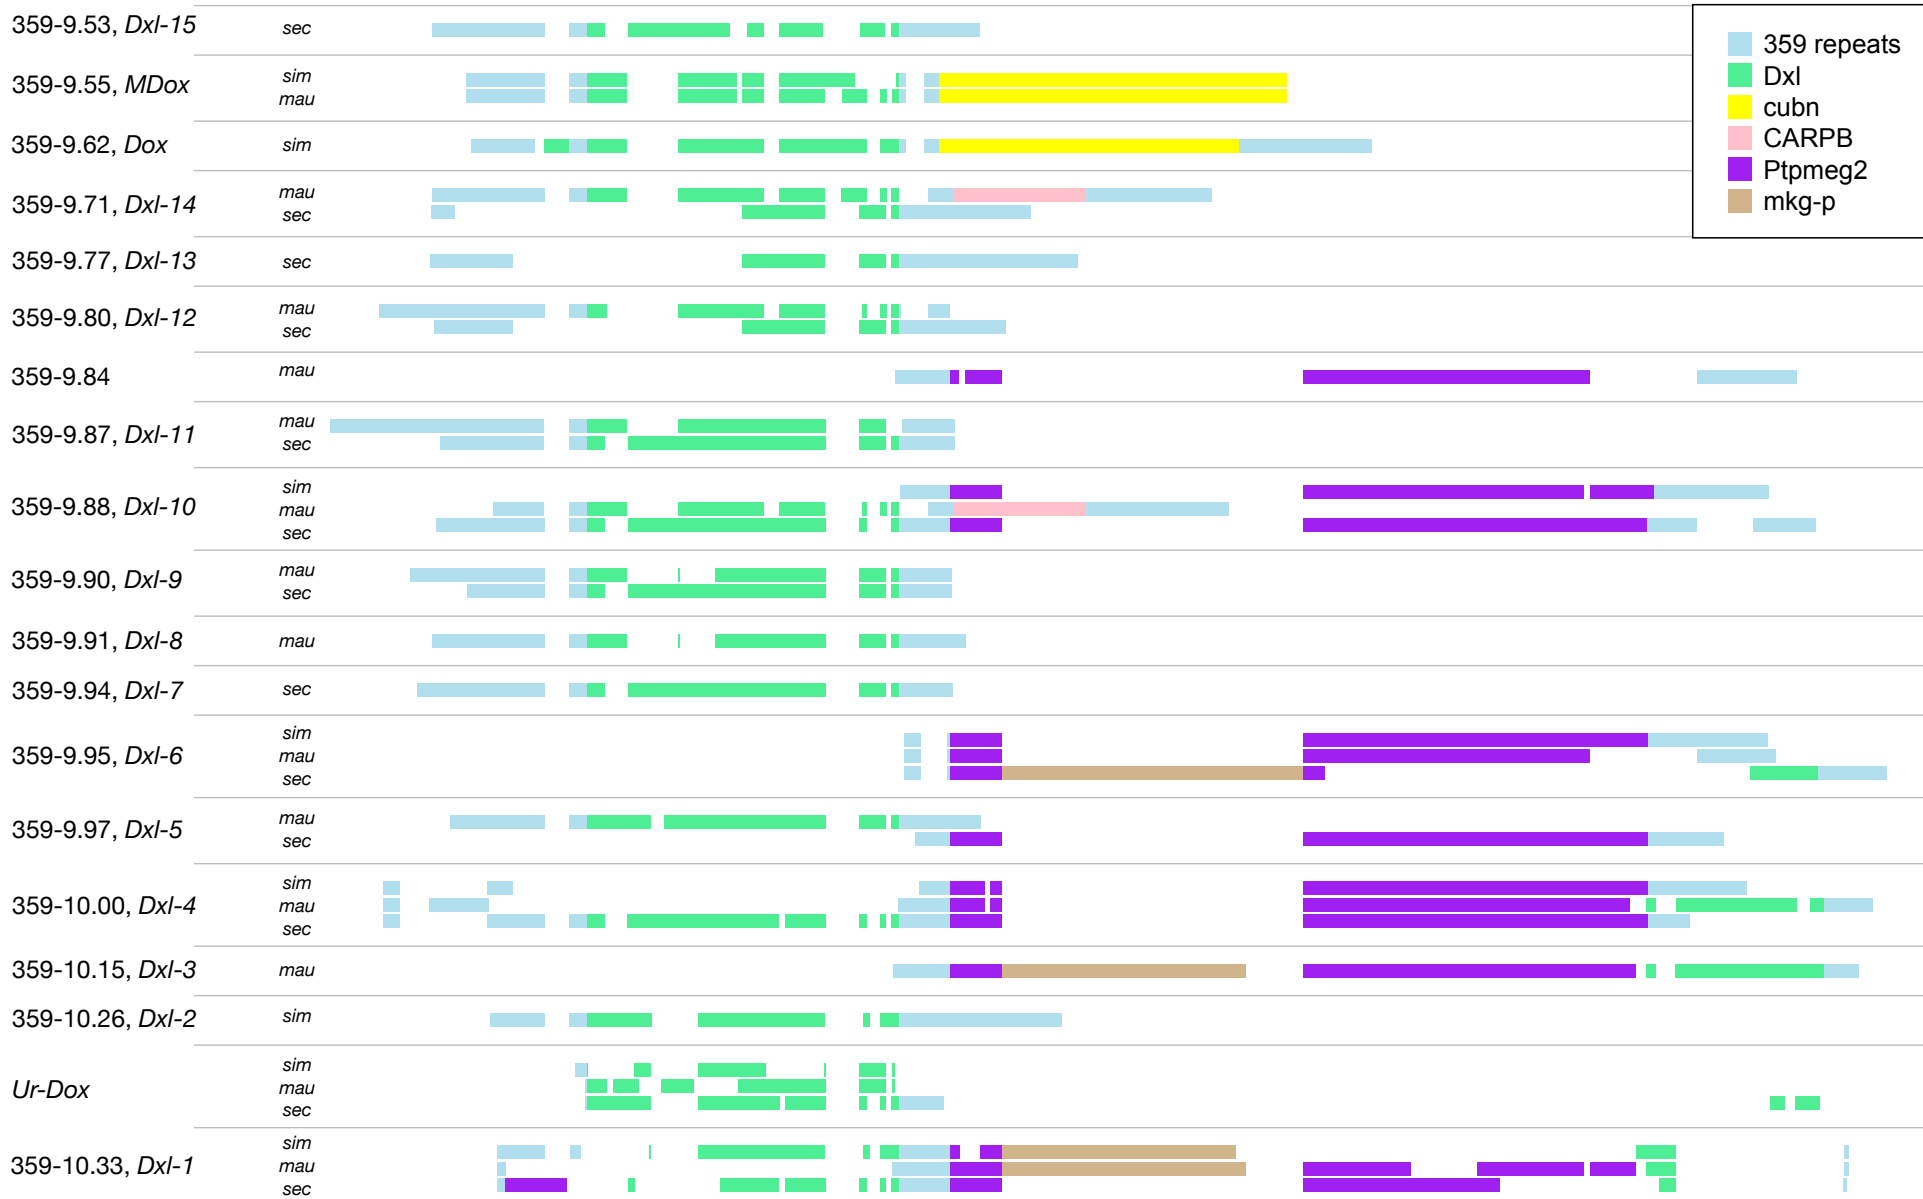 359-9.53, Dxl-15 sec
359 repeats
Dxl
cubn
CARPB
Ptpmeg2
mkg-p
359-9.55, MDox sim
mau
359-9.62, Dox sim
359-9.71, Dxl-14 mau
sec
359-9.77, Dxl-13 sec
359-9.80, Dxl-12 mau
sec
359-9.84 mau
359-9.87, Dxl-11 mau
sec
359-9.88, Dxl-10 sim
mau
sec
359-9.90, Dxl-9 mau
sec
359-9.91, Dxl-8 mau
359-9.94, Dxl-7 sec
359-9.95, Dxl-6 sim
mau
sec
359-9.97, Dxl-5 mau
sec
359-10.00, Dxl-4 sim
mau
sec
359-10.15, Dxl-3 mau
359-10.26, Dxl-2 sim
Ur-Dox sim
mau
sec
359-10.33, Dxl-1 sim
mau
sec